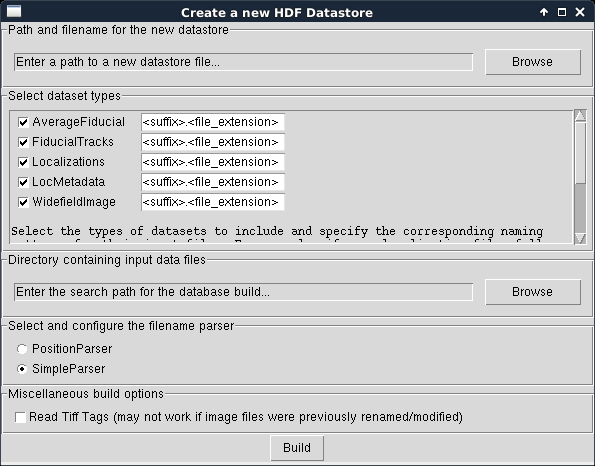 Create a new HDF Datastore
Path and filename for the new datastore
Enter a path to a new datastore file...
Browse
Select dataset types
AverageFiducial <suffix>.<file_extension>
FiducialTracks <suffix>.<file_extension>
Localizations <suffix>.<file_extension>
LocMetadata <suffix>.<file_extension>
WidefieldImage <suffix>.<file_extension>
Select the types of datasets to include and specify the corresponding naming
Directory containing input data files
Enter the search path for the database build...
Browse
Select and configure the filename parser
PositionParser
SimpleParser
Miscellaneous build options
Read Tiff Tags (may not work if image files were previously renamed/modified)
Build